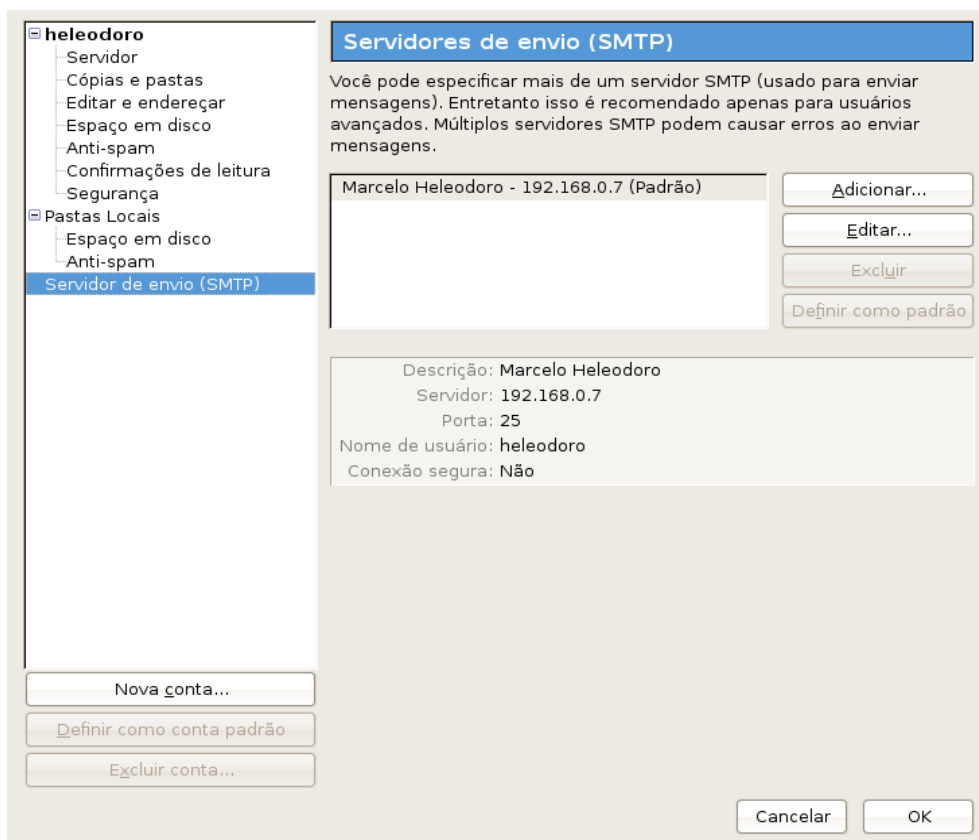 heleodoro
Servidor
Cópias e pastas
Editar e endereçar
Espaço em disco
Anti-spam
Confirmações de leitura
Segurança
Pastas Locais
Espaço em disco
Anti-spam
Servidor de envio (SMTP)
Nova conta...
Definir como conta padrão
Excluir conta...
Servidores de envio (SMTP)
Você pode especificar mais de um servidor SMTP (usado para enviar
mensagens). Entretanto isso é recomendado apenas para usuários
avançados. Múltiplos servidores SMTP podem causar erros ao enviar
mensagens.
Marcelo Heleodoro - 192.168.0.7 (Padrão)
Adicionar...
Editar...
Excluir
Definir como padrão
Descrição: Marcelo Heleodoro
Servidor: 192.168.0.7
Porta: 25
Nome de usuário: heleodoro
Conexão segura: Não
Cancelar
OK